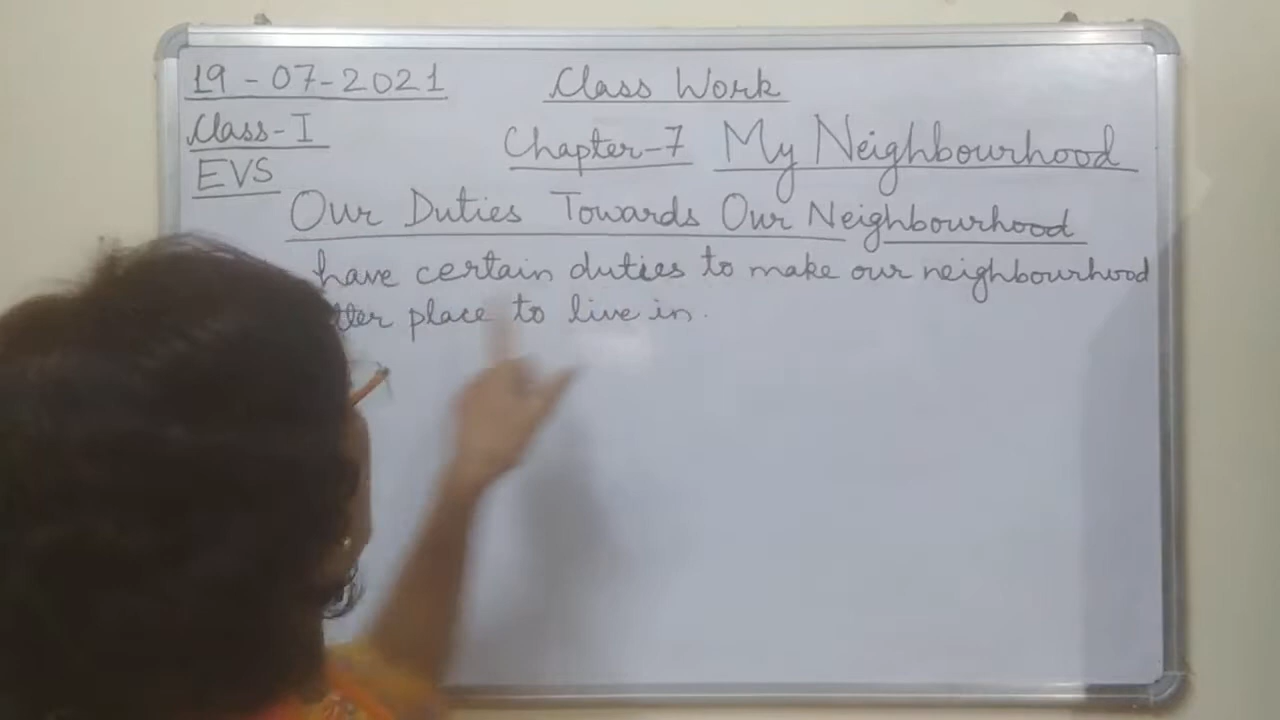 19-07-2021 Class Work
Class-I Chapter-7 My Neighbourhood
EVS
Our Duties Towards Our Neighbourhood
have certain duties to make our neighbourhood
place to live in.